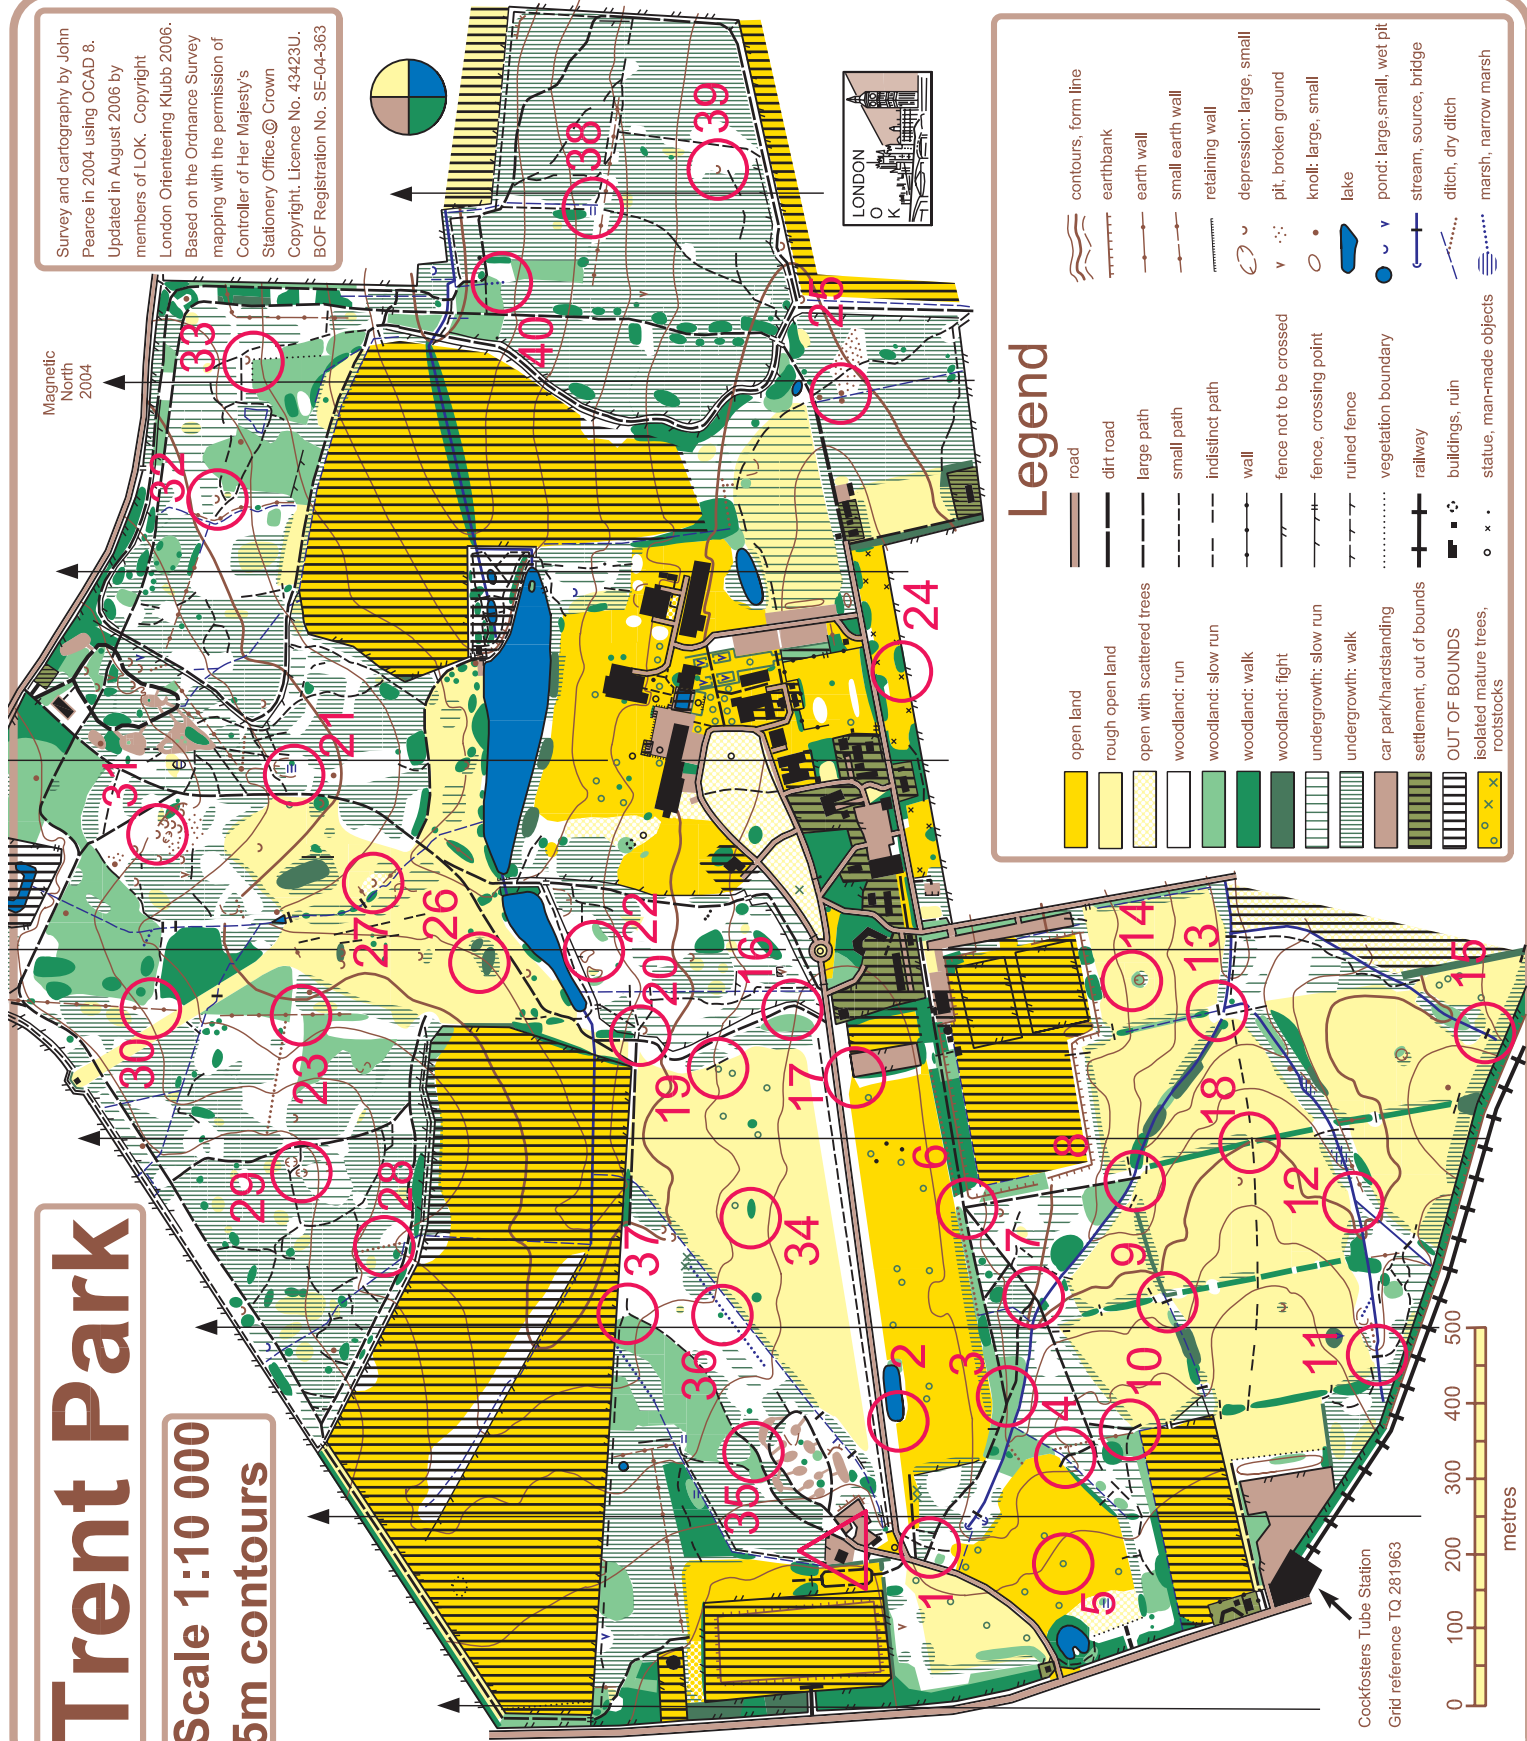 Trent Park
Scale 1:10 000
5m contours
Survey and cartography by John
Pearce in 2004 using OCAD 8.
Updated in August 2006 by
members of LOK. Copyright
London Orienteering Klubb 2006.
Based on the Ordnance Survey
mapping with the permission of
Controller of Her Majesty's
Stationery Office.© Crown
Copyright. Licence No. 43423U.
BOF Registration No. SE-04-363
Magnetic
North
2004
LONDON
O
K
33
32
31
21
30
29
28
23
27
26
22
20
19
16
17
37
36
35
34
38
39
40
25
24
1
2
3
4
5
6
7
8
9
10
11
12
13
14
15
18
Legend
open land
rough open land
open with scattered trees
woodland: run
woodland: slow run
woodland: walk
woodland: fight
undergrowth: slow run
undergrowth: walk
car park/hardstanding
settlement, out of bounds
OUT OF BOUNDS
isolated mature trees,
rootstocks
road
dirt road
large path
small path
indistinct path
wall
fence not to be crossed
fence, crossing point
ruined fence
vegetation boundary
railway
buildings, ruin
statue, man-made objects
contours, form line
earthbank
earth wall
small earth wall
retaining wall
depression: large, small
pit, broken ground
knoll: large, small
lake
pond: large,small, wet pit
stream, source, bridge
ditch, dry ditch
marsh, narrow marsh
Cockfosters Tube Station
Grid reference TQ 281963
0 100 200 300 400 500
metres